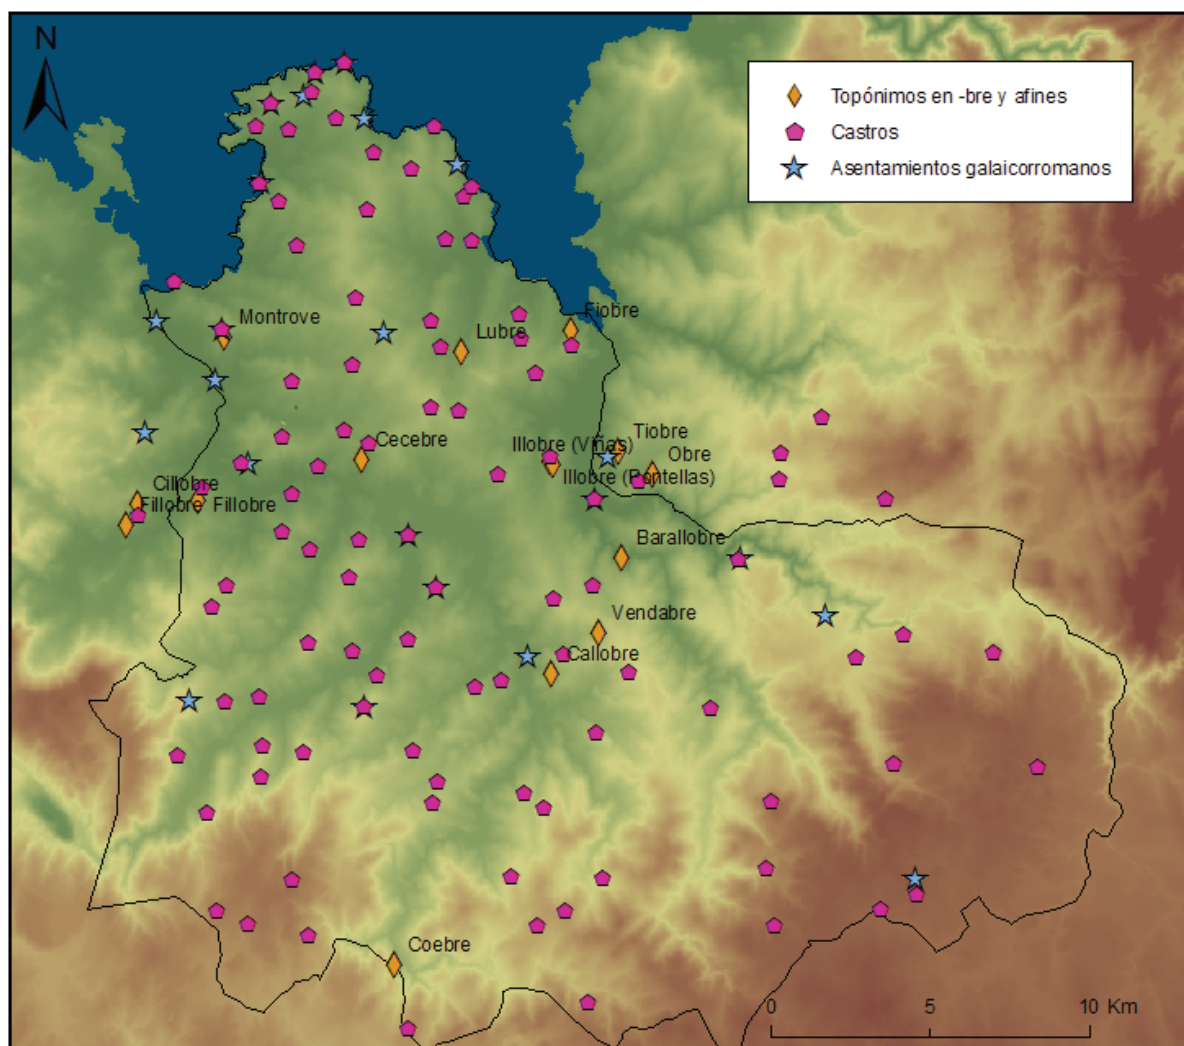 N
Topónimos en -bre y afines
Castros
Asentamientos galaicorromanos
Montrove
Lubre
Fiobre
Cecebre
Illobre (Viñas)
Tiobre
Obre
Illobre (Pontellas)
Cillobre
Fillobre
Fillobre
Barallobre
Vendabre
Callobre
Coebre
0
5
10 Km